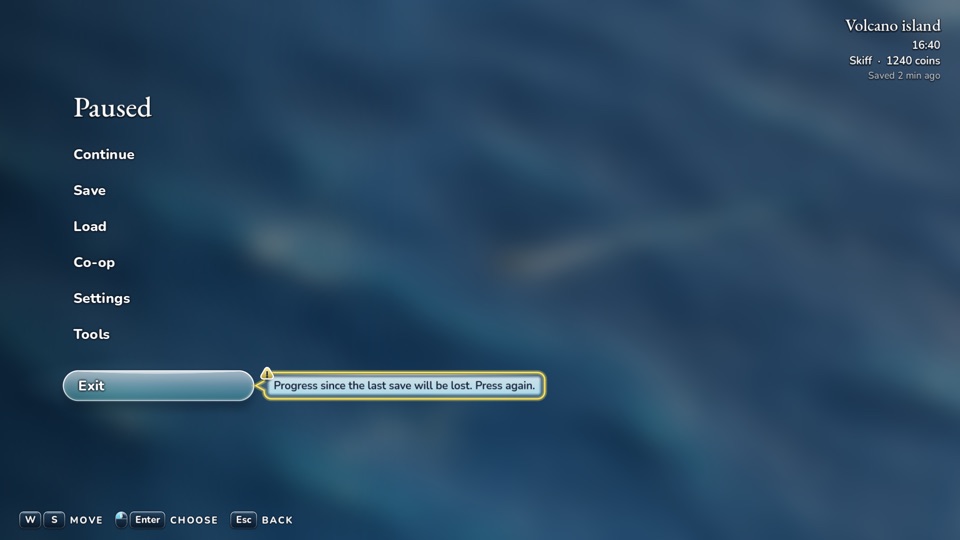 Volcano island
16:40
Skiff · 1240 coins
Saved 2 min ago
Paused
Continue
Save
Load
Co-op
Settings
Tools
Exit
Progress since the last save will be lost. Press again.
W S MOVE Enter CHOOSE Esc BACK